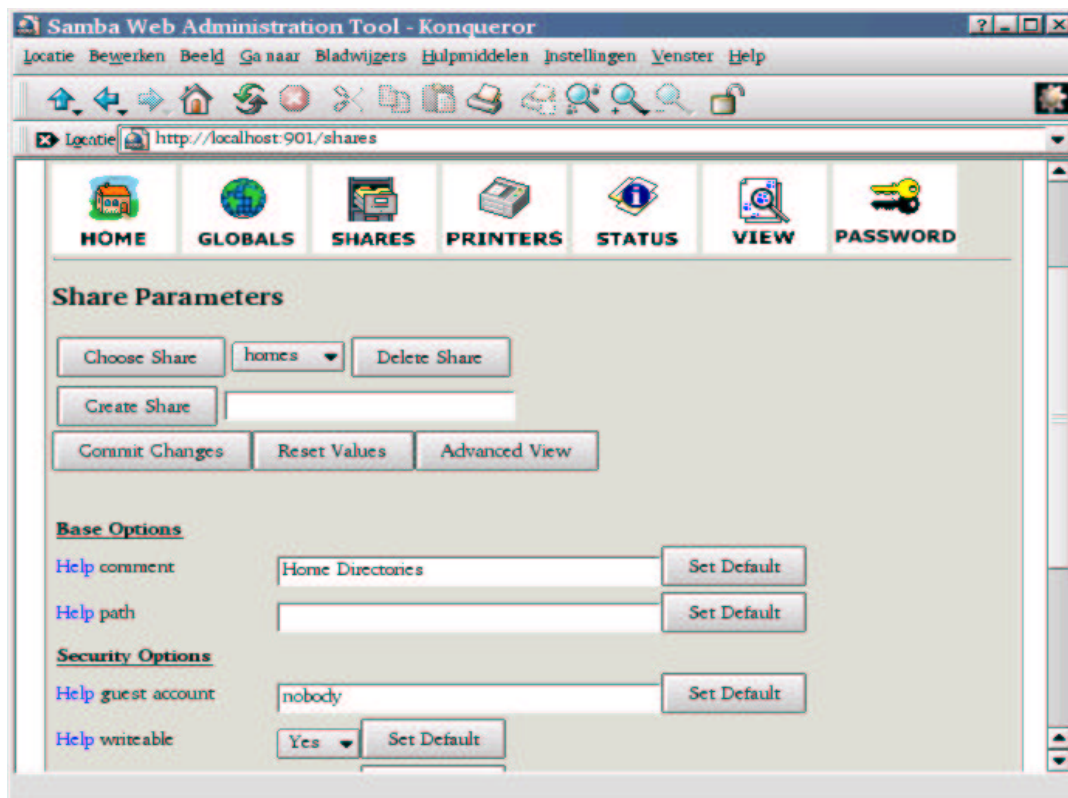 Samba Web Administration Tool - Konqueror
Locatie Bewerken Beeld Ga naar Bladwijzers Hulpmiddelen Instellingen Venster Help
Locatie http://localhost:901/shares
HOME GLOBALS SHARES PRINTERS STATUS VIEW PASSWORD
Share Parameters
Choose Share homes Delete Share
Create Share
Commit Changes Reset Values Advanced View
Base Options
Help comment Home Directories Set Default
Help path Set Default
Security Options
Help guest account nobody Set Default
Help writeable Yes Set Default